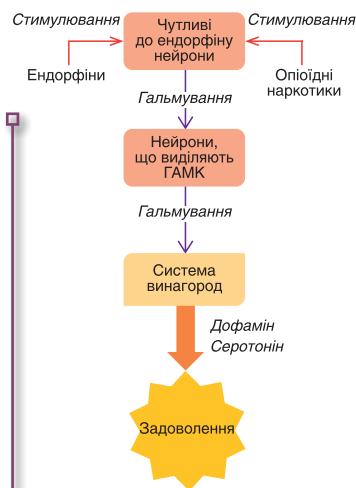 Стимулювання
Стимулювання
Чутливі
до ендорфіну
нейрони
Ендорфіни
Опіоїдні
наркотики
Гальмування
Нейрони,
що виділяють
ГАМК
Гальмування
Система
винагород
Дофамін
Серотонін
Задоволення